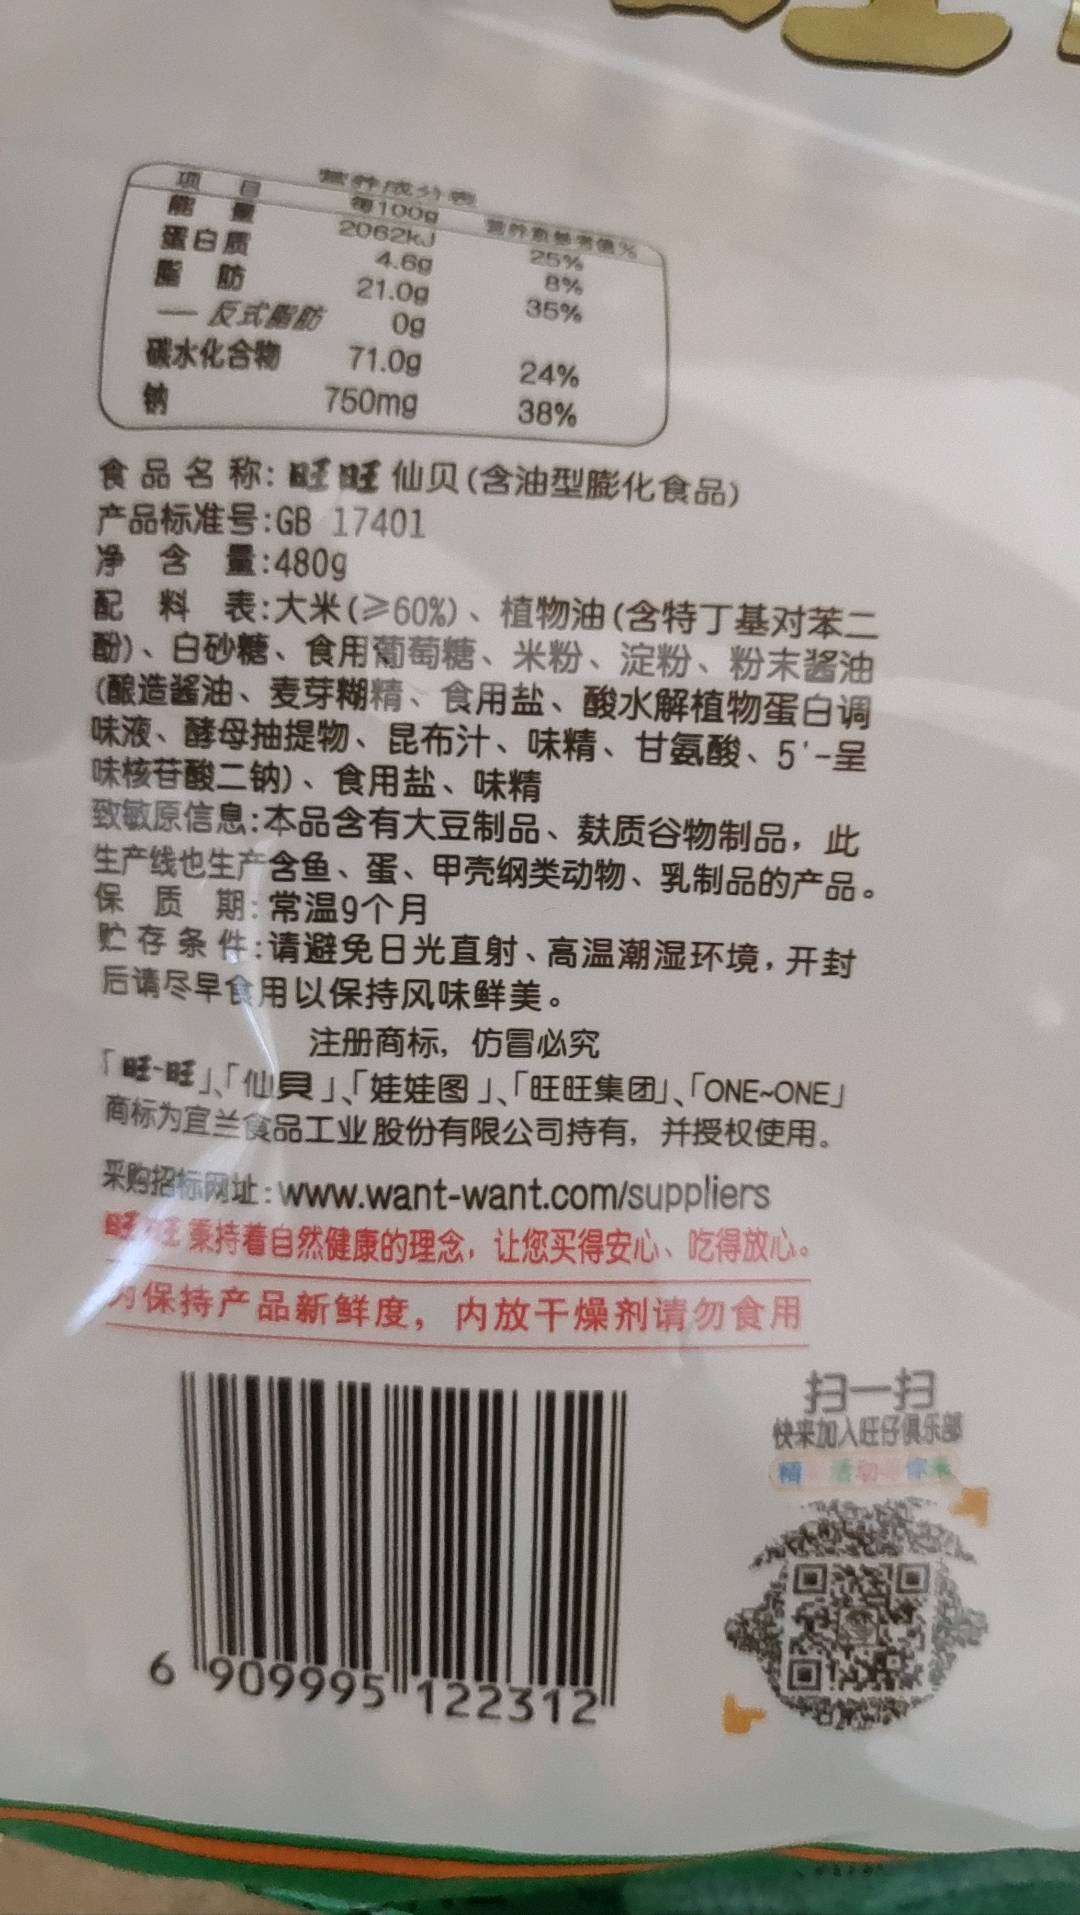 营养成分表
项 目 每100g 营养素参考值%
能 量 2062kJ 25%
蛋白质 4.6g 8%
脂 肪 21.0g 35%
— 反式脂肪 0g
碳水化合物 71.0g 24%
钠 750mg 38%
食品名称: 旺旺仙贝(含油型膨化食品)
产品标准号:GB 17401
净 含 量:480g
配 料 表:大米(≥60%)、植物油(含特丁基对苯二
酚)、白砂糖、食用葡萄糖、米粉、淀粉、粉末酱油
(酿造酱油、麦芽糊精、食用盐、酸水解植物蛋白调
味液、酵母抽提物、昆布汁、味精、甘氨酸、5'-呈
味核苷酸二钠)、食用盐、味精
致敏原信息:本品含有大豆制品、麸质谷物制品，此
生产线也生产含鱼、蛋、甲壳纲类动物、乳制品的产品。
保 质 期:常温9个月
贮存条件:请避免日光直射、高温潮湿环境，开封
后请尽早食用以保持风味鲜美。
注册商标，仿冒必究
「旺-旺」、「仙貝」、「娃娃图」、「旺旺集团」、「ONE~ONE」
商标为宜兰食品工业股份有限公司持有，并授权使用。
采购招标网址:www.want-want.com/suppliers
旺旺秉持着自然健康的理念，让您买得安心、吃得放心。
为保持产品新鲜度，内放干燥剂请勿食用
扫一扫
快来加入旺仔俱乐部
6 909995 122312